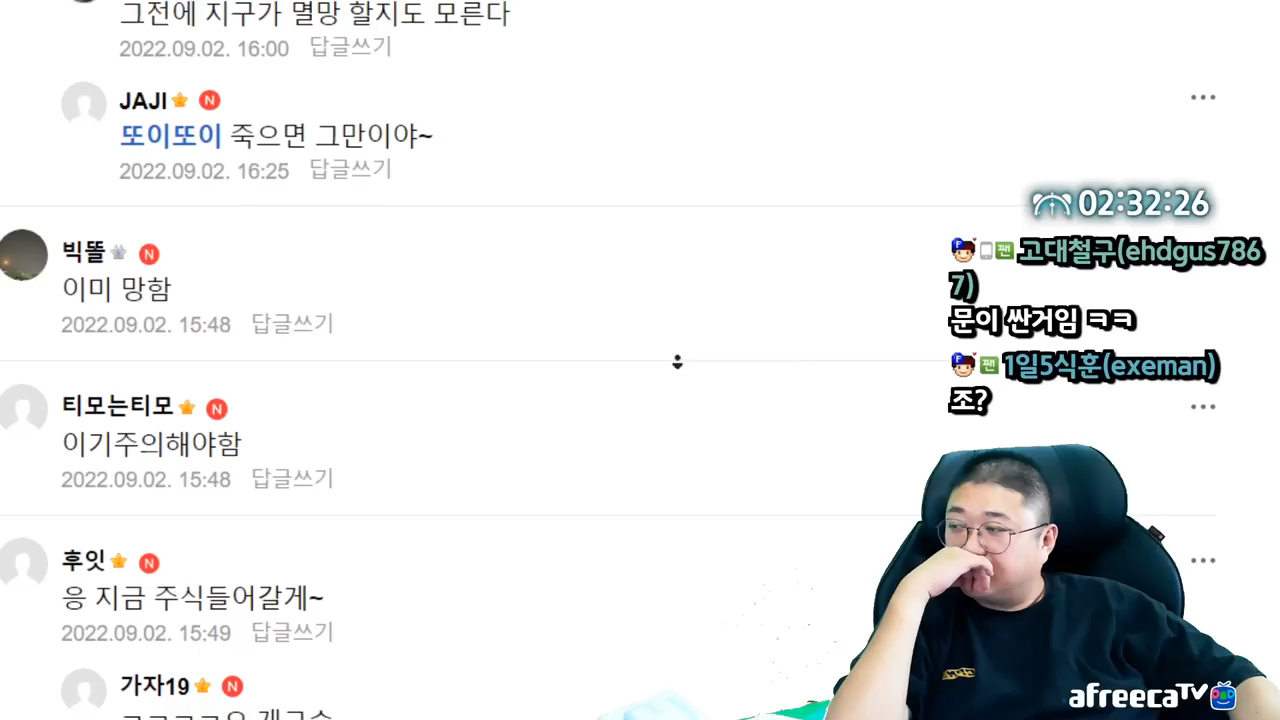 그전에 지구가 멸망 할지도 모른다
2022.09.02. 16:00 답글쓰기
JAJI N
또이또이 죽으면 그만이야~
2022.09.02. 16:25 답글쓰기
빅똘 N
이미 망함
2022.09.02. 15:48 답글쓰기
티모는티모 N
이기주의해야함
2022.09.02. 15:48 답글쓰기
후잇 N
응 지금 주식들어갈게~
2022.09.02. 15:49 답글쓰기
가자19 N
02:32:26
F 팬 고대철구(ehdgus786
7)
문이 싼거임 ㅋㅋ
F 팬 1일5식훈(exeman)
조?
afreecaTV